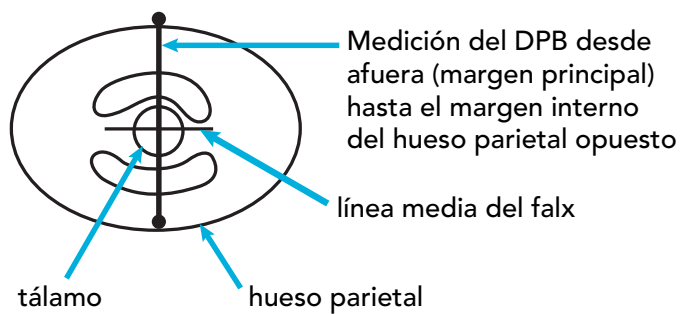 Medición del DPB desde
afuera (margen principal)
hasta el margen interno
del hueso parietal opuesto
línea media del falx
tálamo
hueso parietal